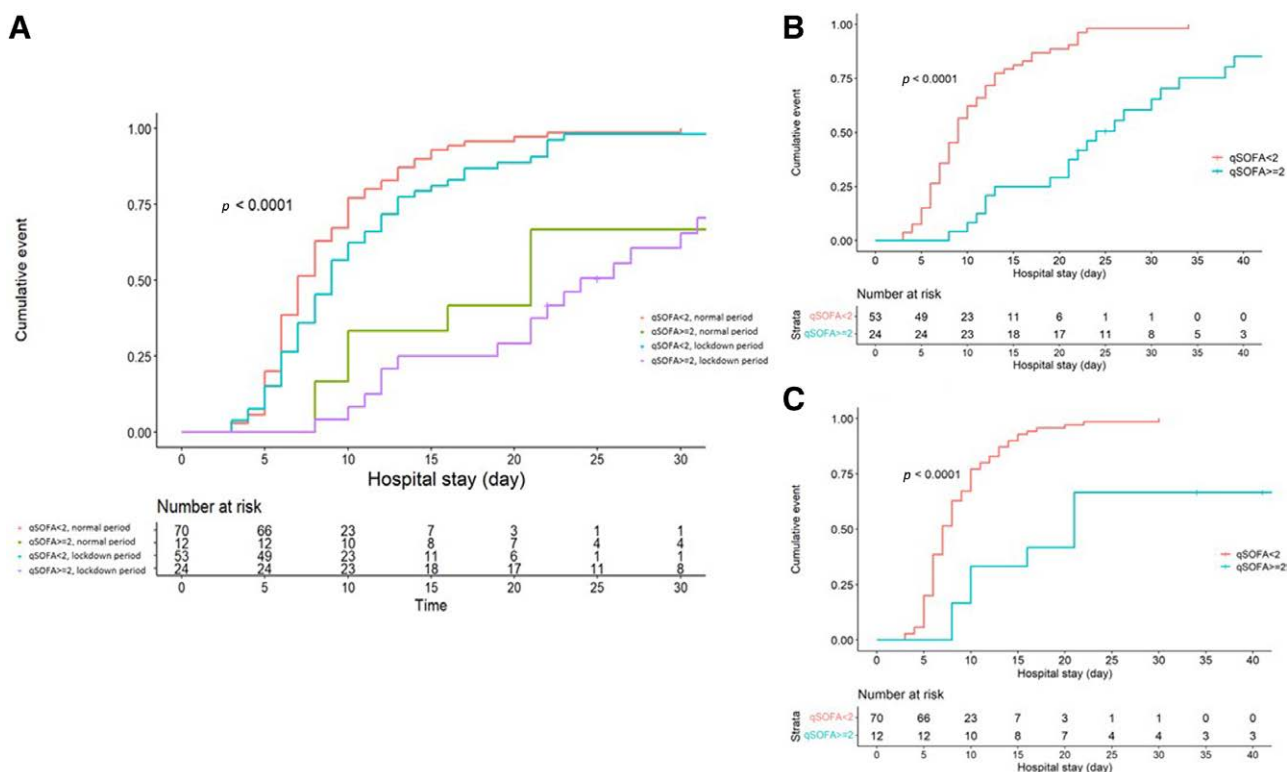 A
Cumulative event
1.00
0.75
0.50
0.25
0.00
p < 0.0001
qSOFA<2, normal period
qSOFA>=2, normal period
qSOFA<2, lockdown period
qSOFA>=2, lockdown period
0 5 10 15 20 25 30
Hospital stay (day)
Number at risk
qSOFA<2, normal period 70 66 23 7 3 1 1
qSOFA>=2, normal period 12 12 10 8 7 4 4
qSOFA<2, lockdown period 53 49 23 11 6 1 1
qSOFA>=2, lockdown period 24 24 23 18 17 11 8
0 5 10 15 20 25 30
Time
B
Cumulative event
1.00
0.75
0.50
0.25
0.00
p < 0.0001
qSOFA<2
qSOFA>=2
0 5 10 15 20 25 30 35 40
Hospital stay (day)
Number at risk
Strata
qSOFA<2 53 49 23 11 6 1 1 0 0
qSOFA>=2 24 24 23 18 17 11 8 5 3
0 5 10 15 20 25 30 35 40
Hospital stay (day)
C
Cumulative event
1.00
0.75
0.50
0.25
0.00
p < 0.0001
qSOFA<2
qSOFA>=2
0 5 10 15 20 25 30 35 40
Hospital stay (day)
Number at risk
Strata
qSOFA<2 70 66 23 7 3 1 1 0 0
qSOFA>=2 12 12 10 8 7 4 4 3 3
0 5 10 15 20 25 30 35 40
Hospital stay (day)